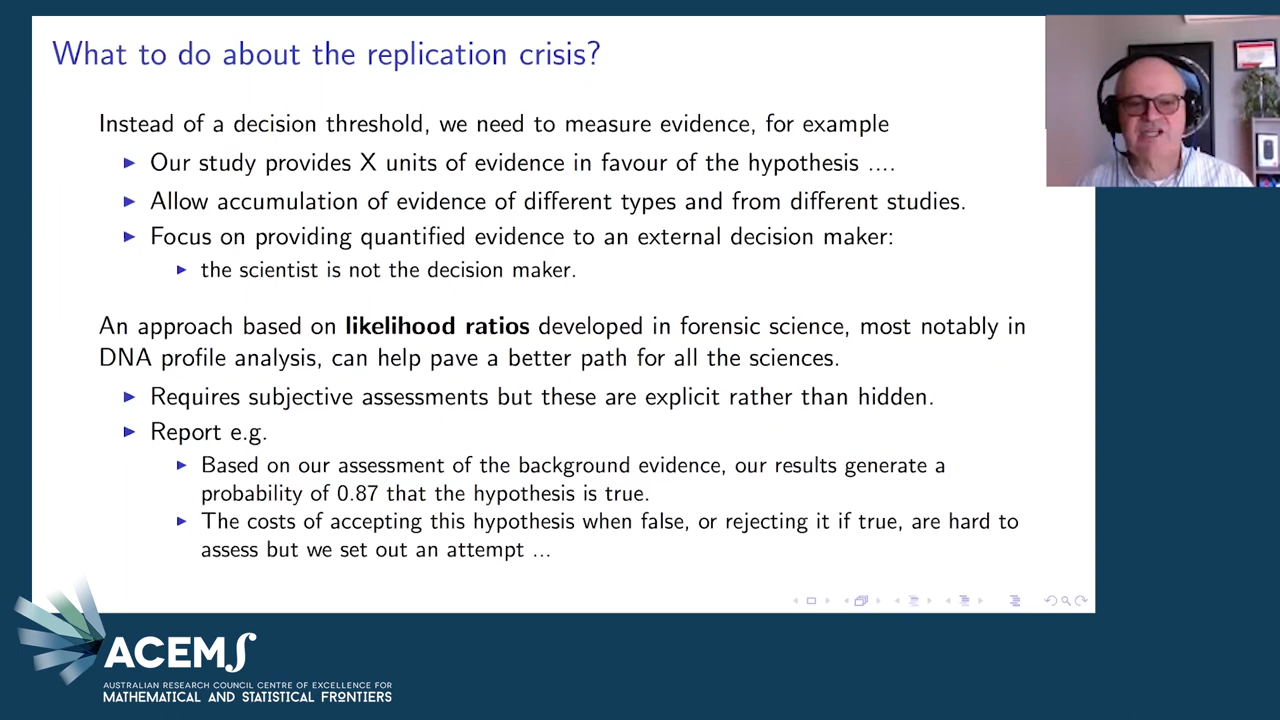 What to do about the replication crisis?
Instead of a decision threshold, we need to measure evidence, for example
Our study provides X units of evidence in favour of the hypothesis ....
Allow accumulation of evidence of different types and from different studies.
Focus on providing quantified evidence to an external decision maker:
the scientist is not the decision maker.
An approach based on likelihood ratios developed in forensic science, most notably in
DNA profile analysis, can help pave a better path for all the sciences.
Requires subjective assessments but these are explicit rather than hidden.
Report e.g.
Based on our assessment of the background evidence, our results generate a
probability of 0.87 that the hypothesis is true.
The costs of accepting this hypothesis when false, or rejecting it if true, are hard to
assess but we set out an attempt ...
ACEMS
AUSTRALIAN RESEARCH COUNCIL CENTRE OF EXCELLENCE FOR
MATHEMATICAL AND STATISTICAL FRONTIERS